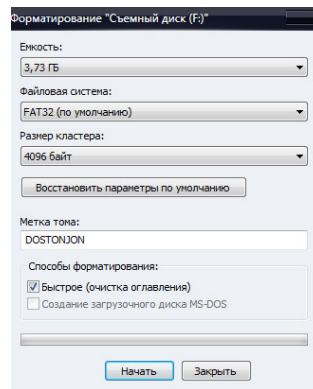 Форматирование "Съемный диск (F:)"
Емкость:
3,73 ГБ
Файловая система:
FAT32 (по умолчанию)
Размер кластера:
4096 байт
Восстановить параметры по умолчанию
Метка тома:
DOSTONJON
Способы форматирования:
Быстрое (очистка оглавления)
Создание загрузочного диска MS-DOS
Начать Закрыть